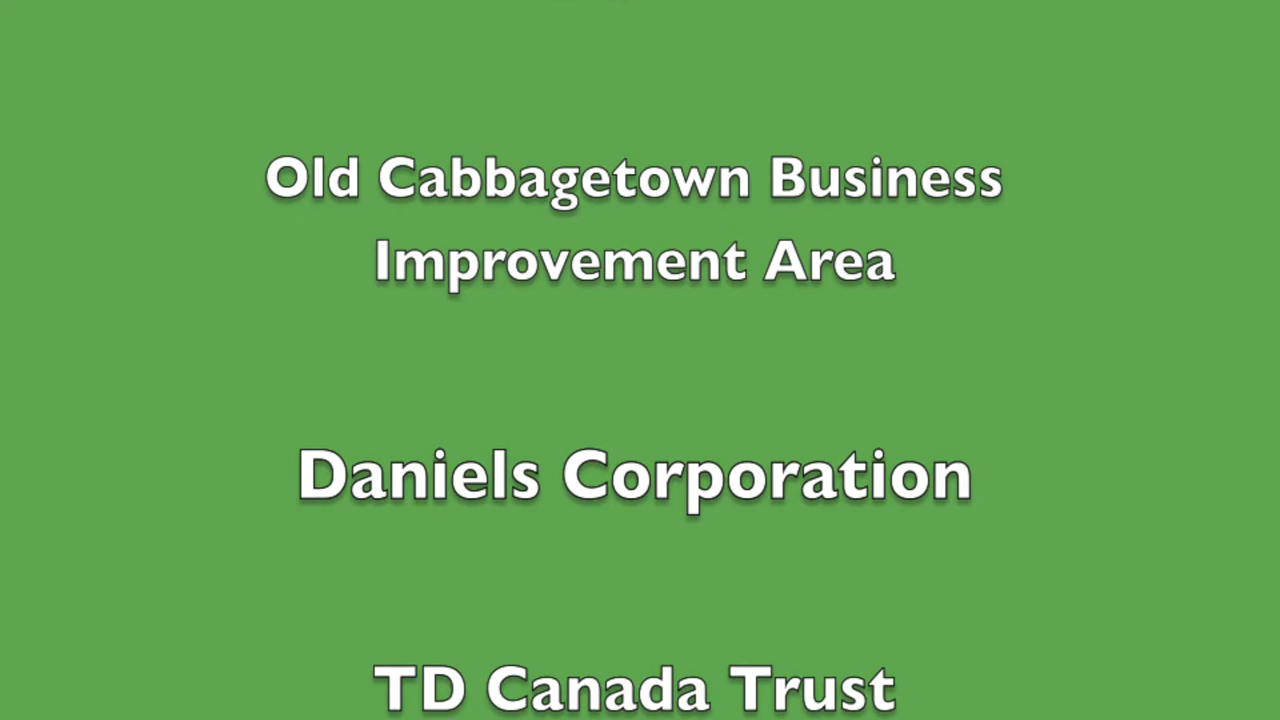 Old Cabbagetown Business
Improvement Area
Daniels Corporation
TD Canada Trust